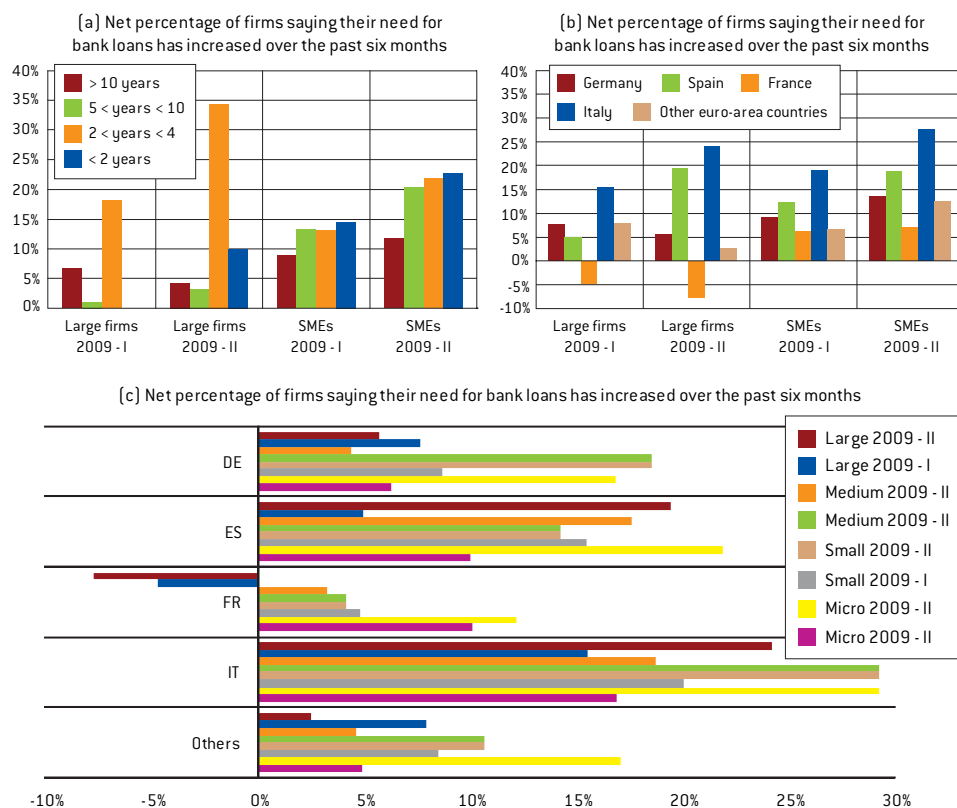 (a) Net percentage of firms saying their need for
bank loans has increased over the past six months
40%
35%
30%
25%
20%
15%
10%
5%
0%
> 10 years
5 < years < 10
2 < years < 4
< 2 years
Large firms
2009 - I
Large firms
2009 - II
SMEs
2009 - I
SMEs
2009 - II
(b) Net percentage of firms saying their need for
bank loans has increased over the past six months
40%
35%
30%
25%
20%
15%
10%
5%
0%
-5%
-10%
Germany
Spain
France
Italy
Other euro-area countries
Large firms
2009 - I
Large firms
2009 - II
SMEs
2009 - I
SMEs
2009 - II
(c) Net percentage of firms saying their need for bank loans has increased over the past six months
DE
ES
FR
IT
Others
Large 2009 - II
Large 2009 - I
Medium 2009 - II
Medium 2009 - II
Small 2009 - II
Small 2009 - I
Micro 2009 - II
Micro 2009 - II
-10%
-5%
0%
5%
10%
15%
20%
25%
30%